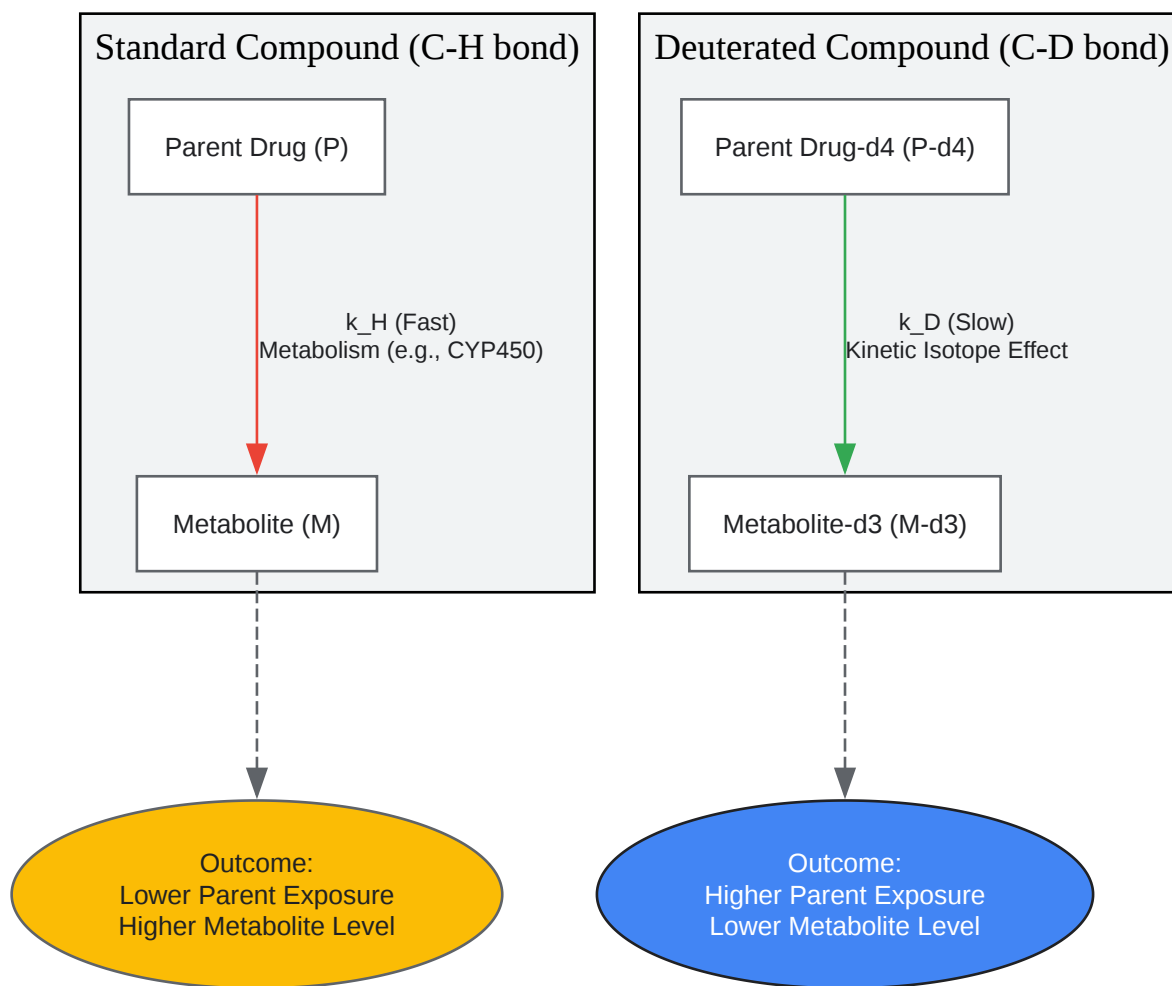 Standard Compound (C-H bond)
Parent Drug (P)
k_H (Fast)
Metabolism (e.g., CYP450)
Metabolite (M)
Outcome:
Lower Parent Exposure
Higher Metabolite Level
Deuterated Compound (C-D bond)
Parent Drug-d4 (P-d4)
k_D (Slow)
Kinetic Isotope Effect
Metabolite-d3 (M-d3)
Outcome:
Higher Parent Exposure
Lower Metabolite Level